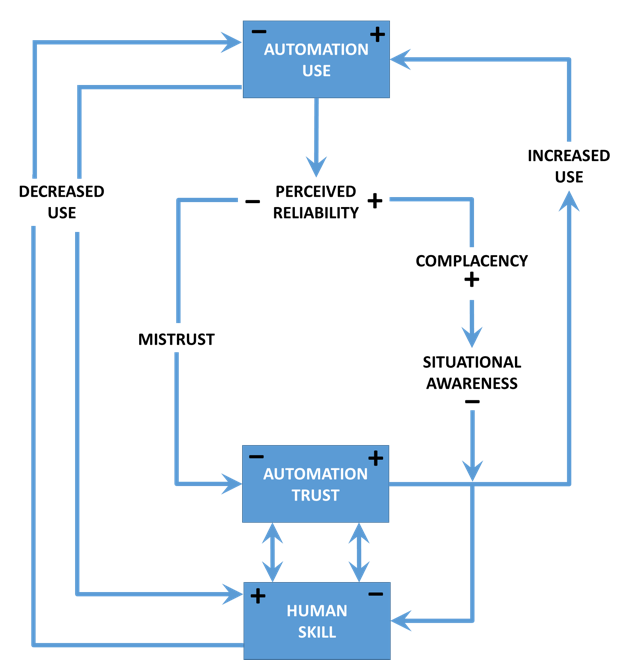 − +
AUTOMATION
USE
INCREASED
USE
DECREASED
USE
− PERCEIVED +
RELIABILITY
COMPLACENCY
+
MISTRUST
SITUATIONAL
AWARENESS
−
− +
AUTOMATION
TRUST
+ −
HUMAN
SKILL